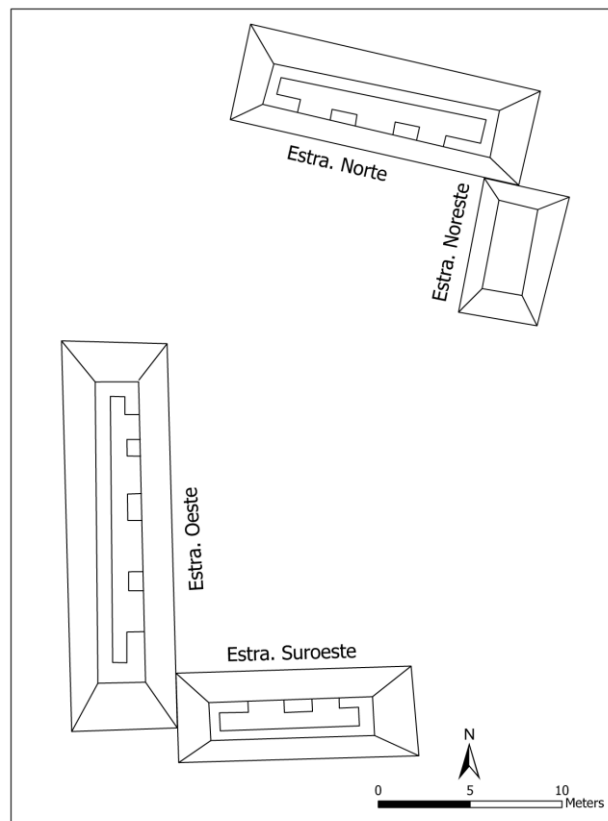 Estra. Norte
Estra. Noreste
Estra. Oeste
Estra. Suroeste
N
0 5 10
Meters